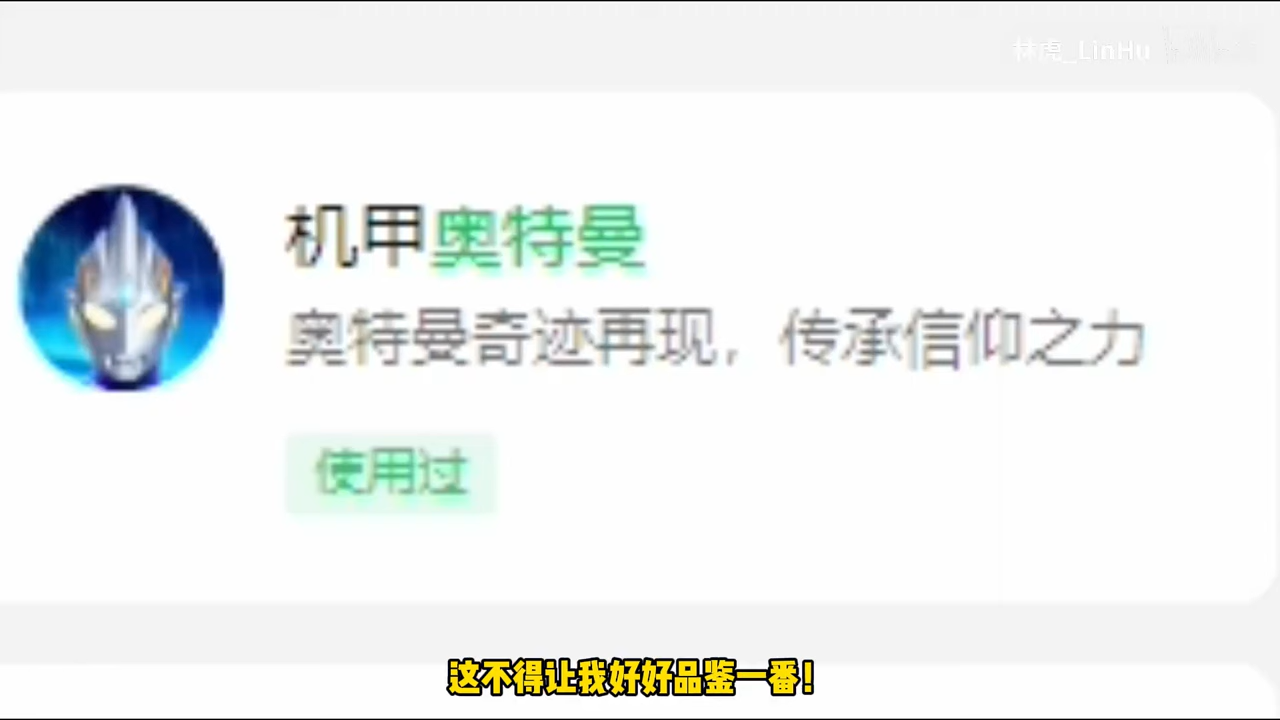 林虎_LinHu
机甲奥特曼
奥特曼奇迹再现，传承信仰之力
使用过
这不得让我好好品鉴一番！